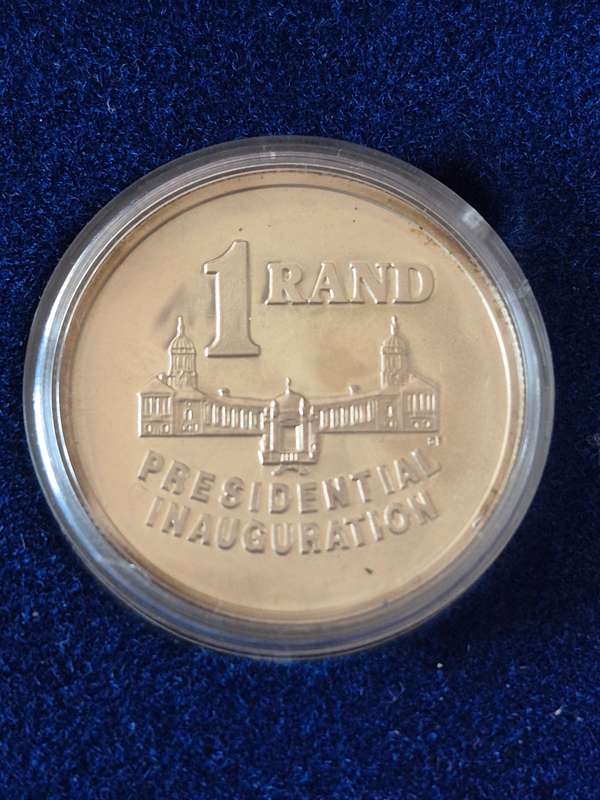 1 RAND
PRESIDENTIAL
INAUGURATION